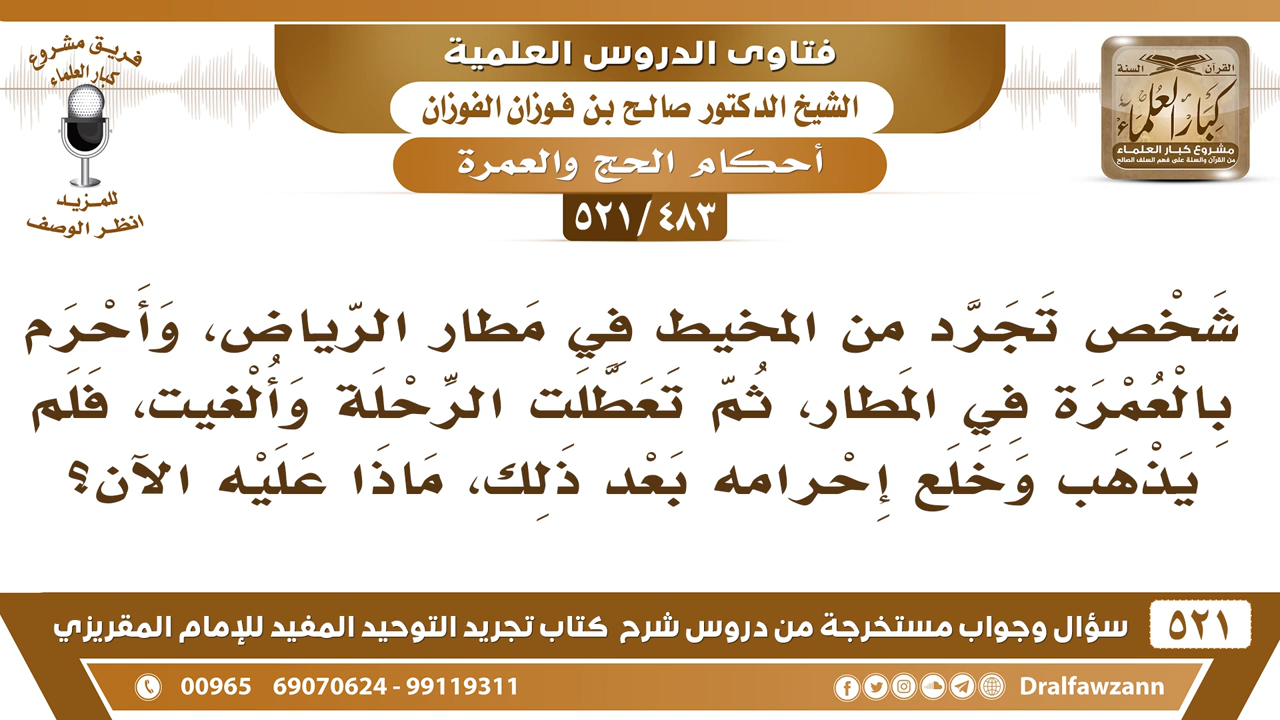 فتاوى الدروس العلمية
الشيخ الدكتور صالح بن فوزان الفوزان
أحكام الحج والعمرة
٤٨٣/٥٢١
فريق مشروع
كبار العلماء
للمزيد
انظر الوصف
القرآن السنة
كبار العلماء
مشروع كبار العلماء
من القرآن والسنة على فهم السلف الصالح
شَخْص تَجَرَّد من المخيط في مَطار الرّياض، وَأَحْرَم
بِالْعُمْرَة في المَطار، ثُمّ تَعَطَّلَت الرِّحْلَة وَأُلْغيت، فَلَم
يَذْهَب وَخَلَع إِحْرامه بَعْد ذَلِك، مَاذَا عَلَيْه الآن؟
٥٢١ سؤال وجواب مستخرجة من دروس شرح كتاب تجريد التوحيد المفيد للإمام المقريزي
00965 69070624 - 99119311
Dralfawzann